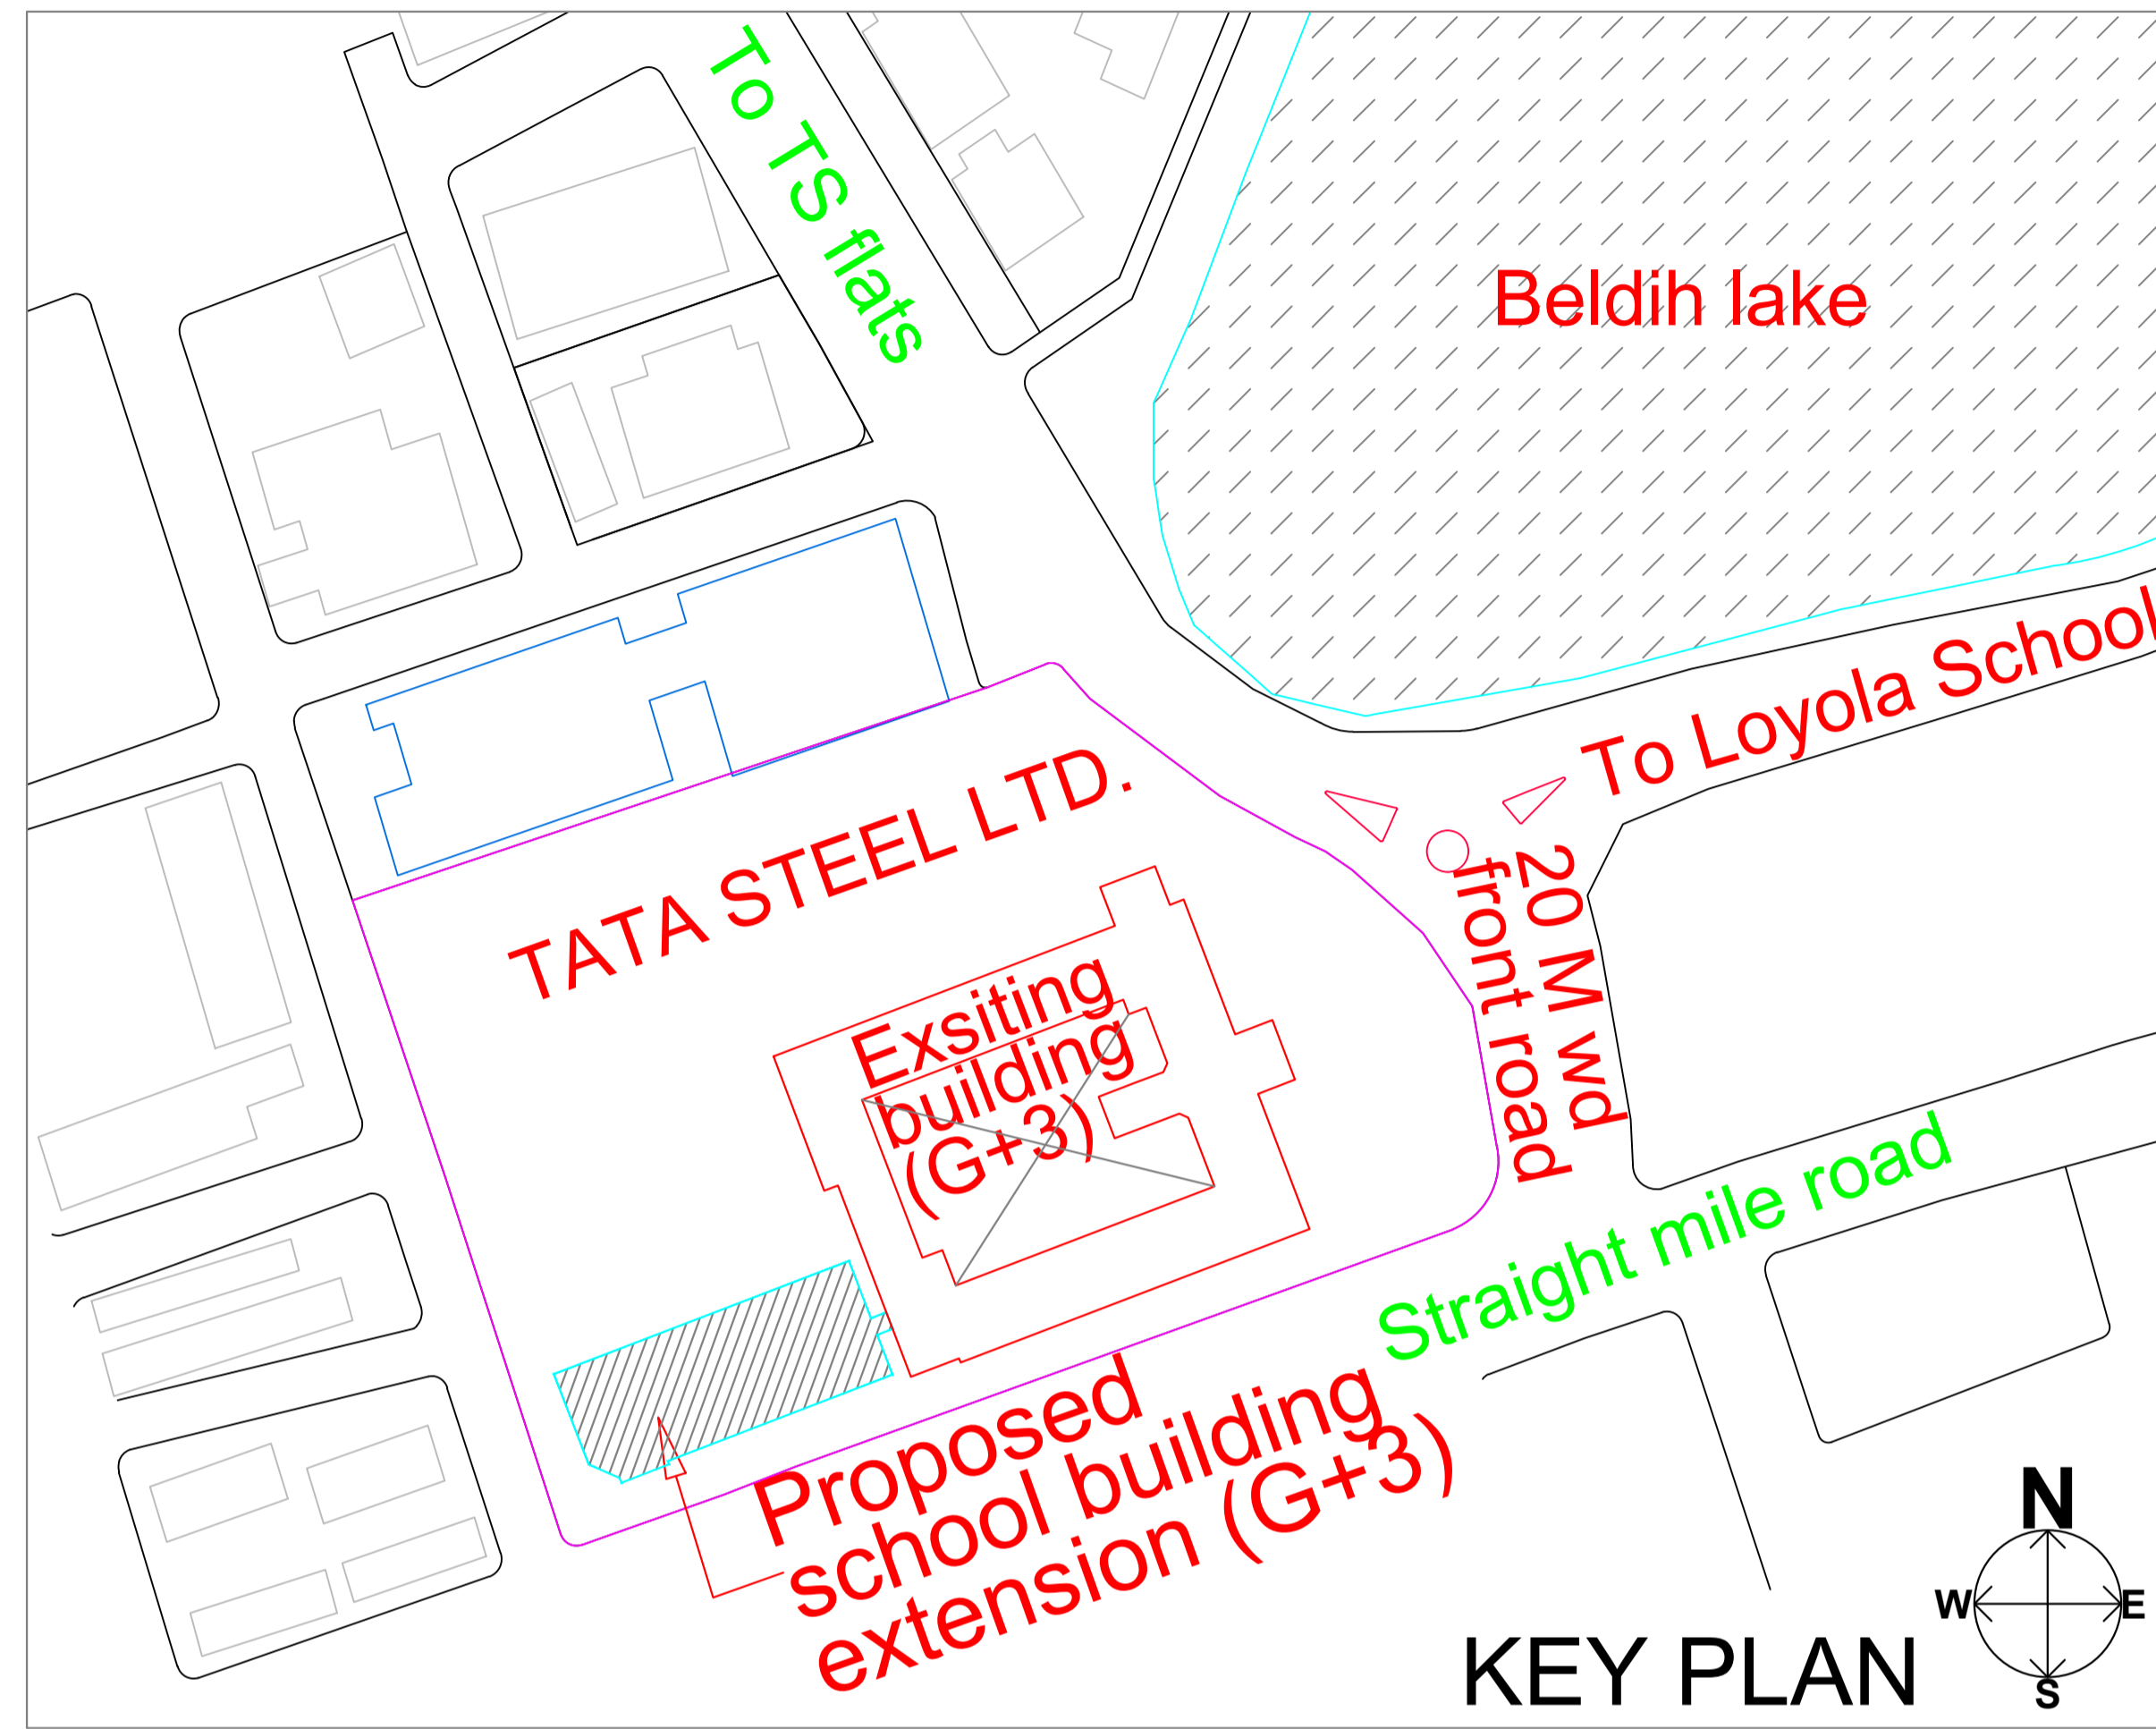 To TS flats
Beldih lake
To Loyola School
TATA STEEL LTD.
20 M wd
front road
Exsiting
building
(G+3)
Straight mile road
Proposed
school building
extension (G+3)
N
W E
S
KEY PLAN